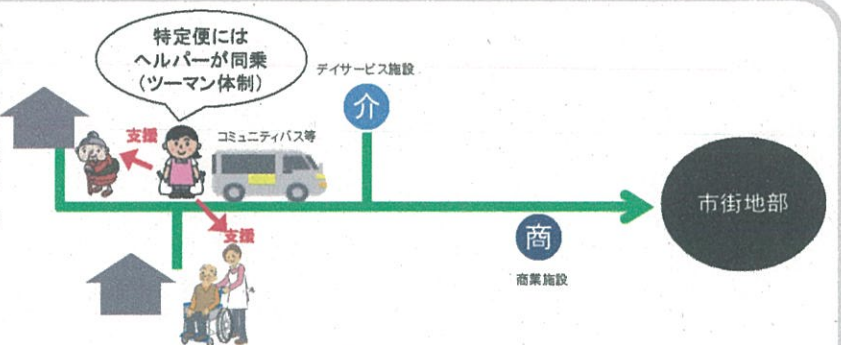 特定便には
ヘルパーが同乗
（ツーマン体制）
デイサービス施設
介
支援
コミュニティバス等
市街地部
支援
商
商業施設